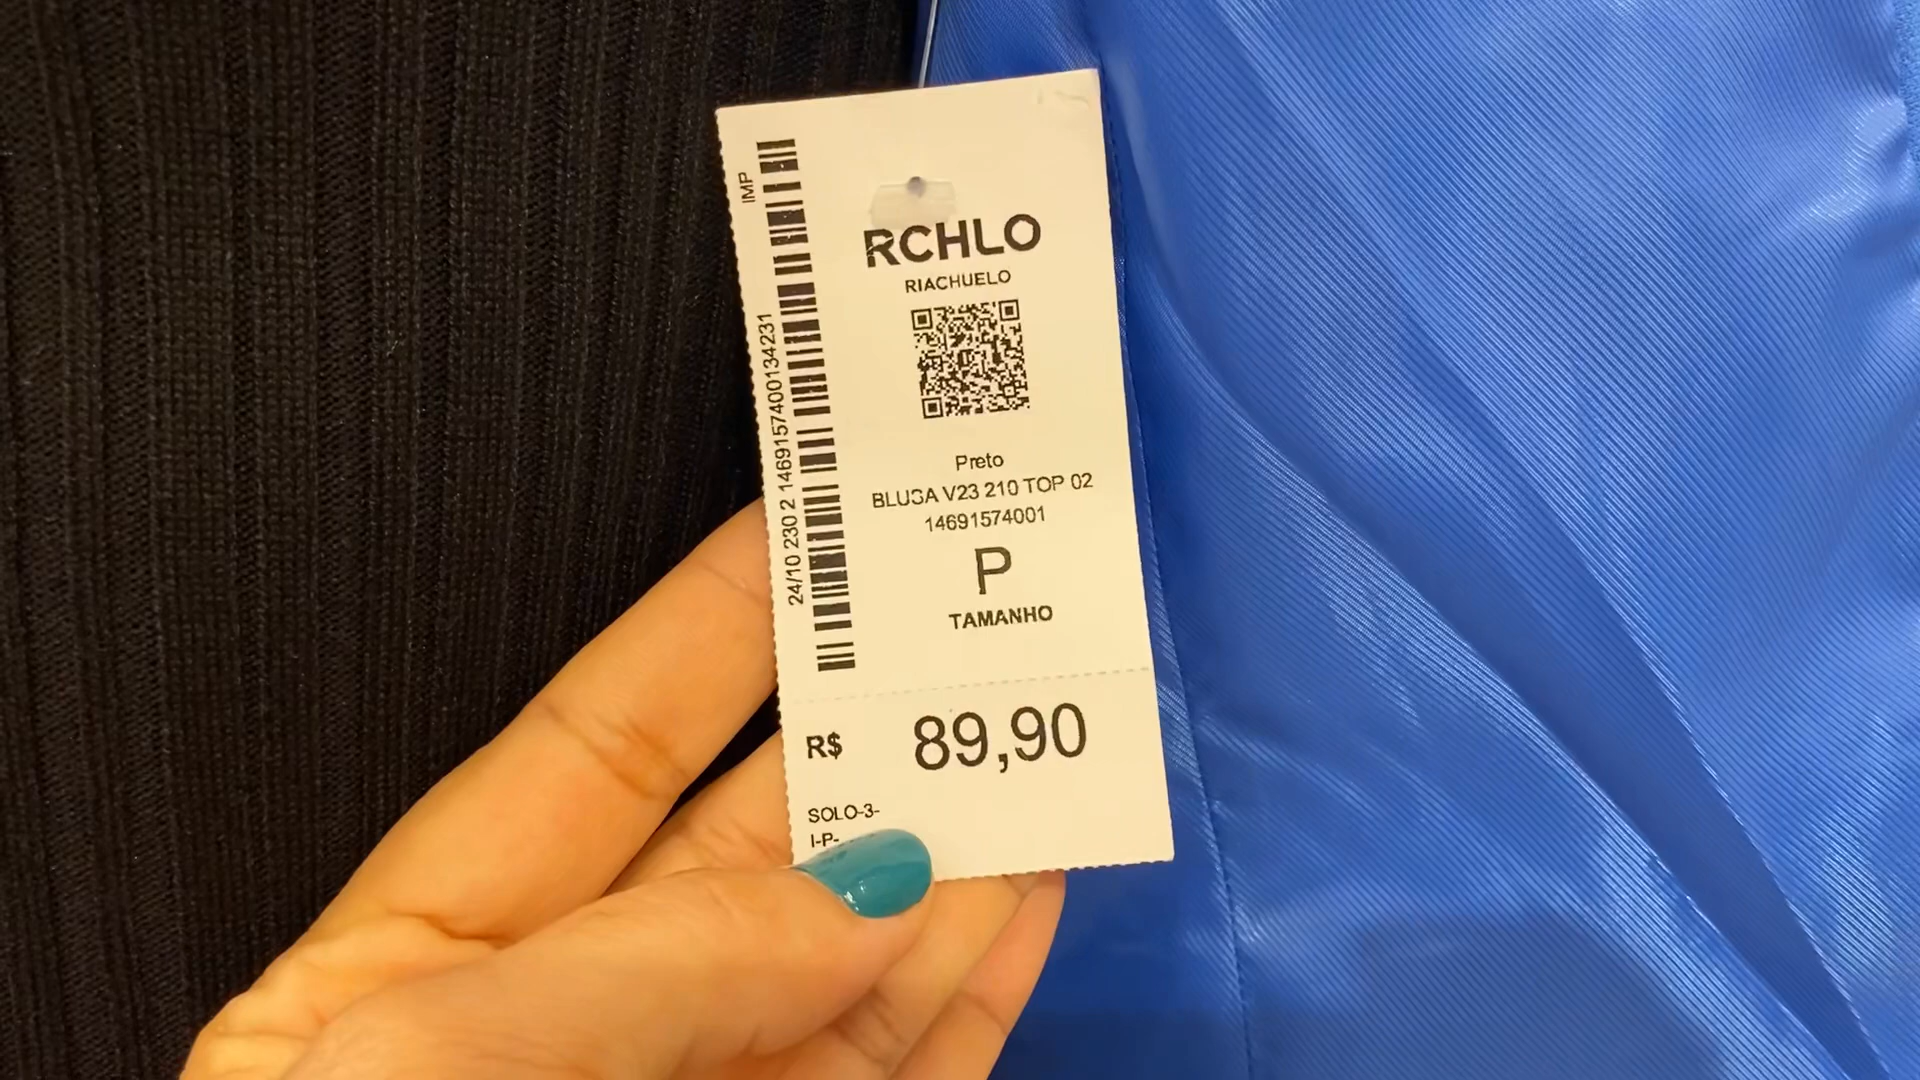 IMP
24/10 230 2 1469157400134231
RCHLO
RIACHUELO
Preto
BLUSA V23 210 TOP 02
14691574001
P
TAMANHO
R$ 89,90
SOLO-3-
I-P-